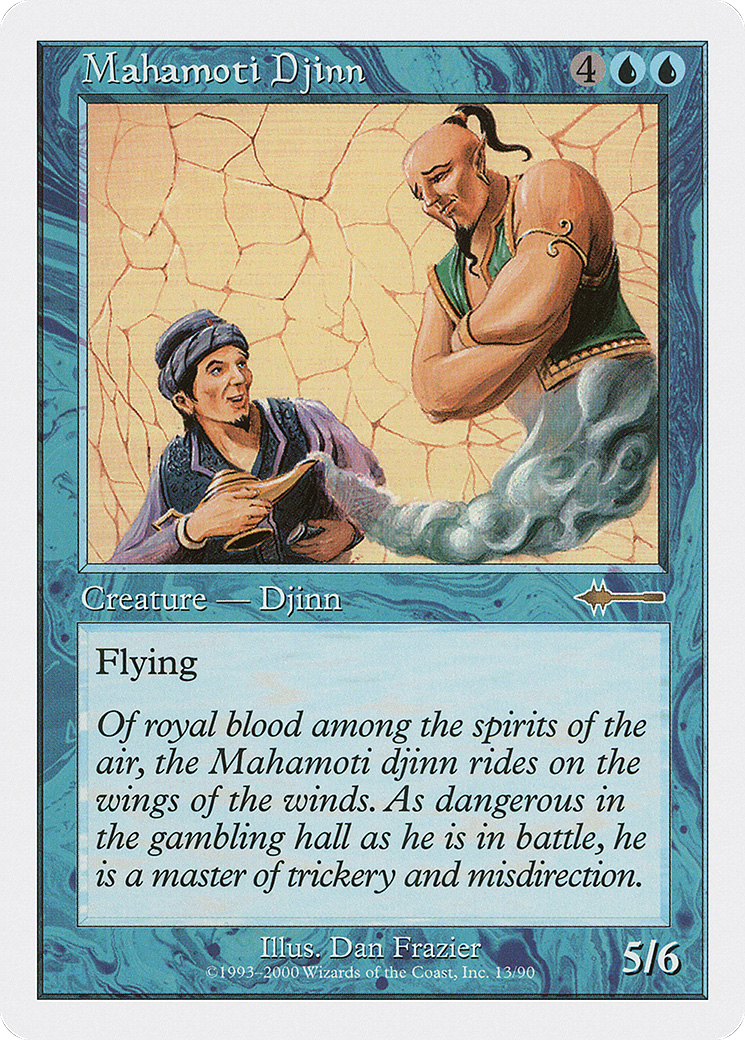 Mahamoti Djinn
4
Creature — Djinn
Flying
Of royal blood among the spirits of the
air, the Mahamoti djinn rides on the
wings of the winds. As dangerous in
the gambling hall as he is in battle, he
is a master of trickery and misdirection.
Illus. Dan Frazier
©1993–2000 Wizards of the Coast, Inc. 13/90
5/6